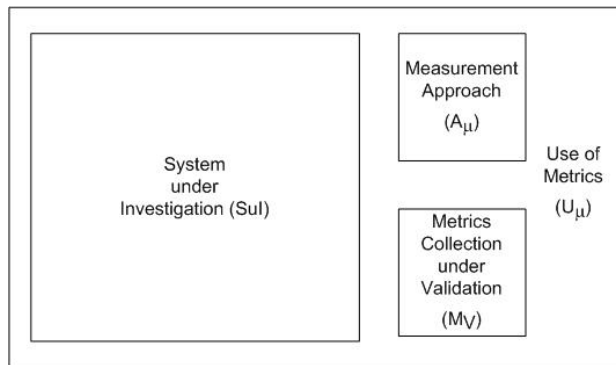 System
under
Investigation (SuI)
Measurement
Approach
(Aμ)
Metrics
Collection
under
Validation
(MV)
Use of
Metrics
(Uμ)